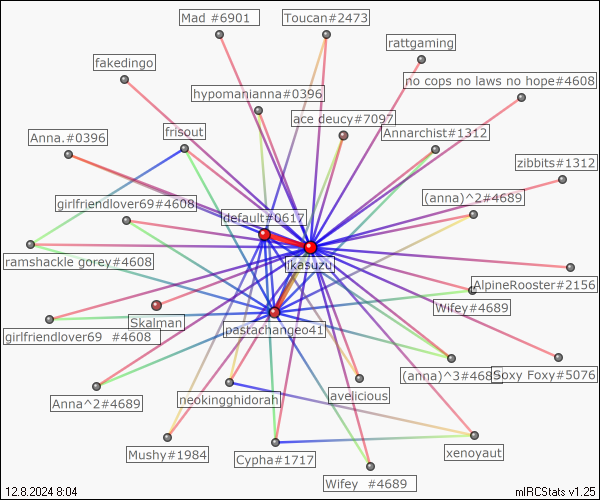 Mad #6901
Toucan#2473
rattgaming
fakedingo
no cops no laws no hope#4608
hypomanianna#0396
ace deucy#7097
Anna.#0396
frisout
Annarchist#1312
zibbits#1312
girlfriendlover69#4608
(anna)^2#4689
default#0617
ramshackle gorey#4608
jkasuzu
AlpineRooster#2156
Wifey#4689
Skalman
girlfriendlover69 #4608
pastachangeo41
(anna)^3#4689
Soxy Foxy#5076
Anna^2#4689
neokingghidorah
avelicious
Mushy#1984
Cypha#1717
xenoyaut
Wifey #4689
12.8.2024 8:04
mIRCStats v1.25